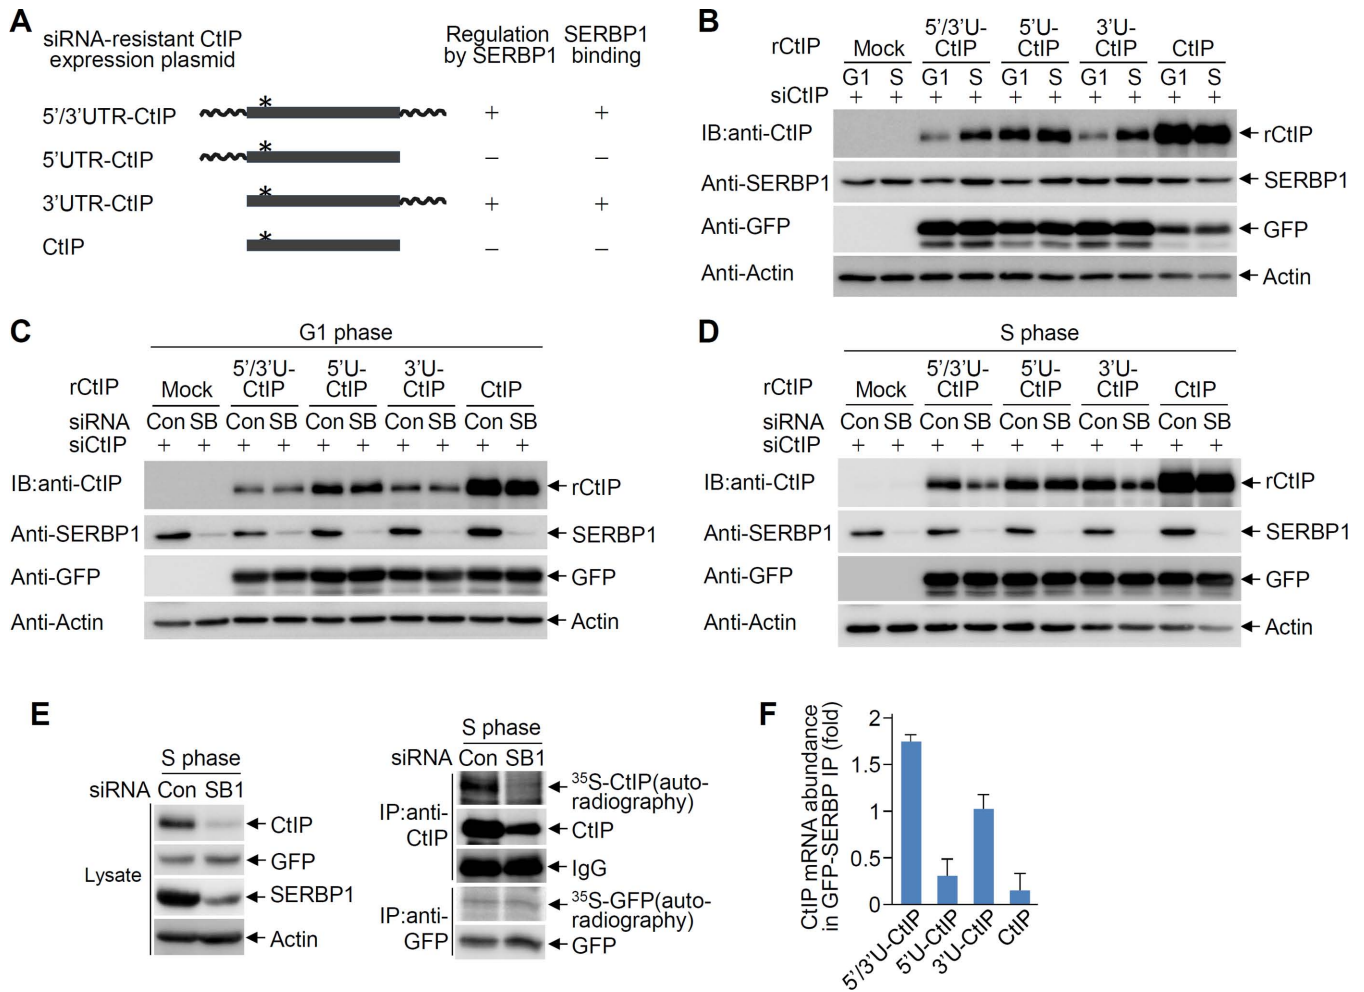 A
siRNA-resistant CtIP
expression plasmid
Regulation
by SERBP1
SERBP1
binding
5’/3’UTR-CtIP
*
+
+
5’UTR-CtIP
*
–
–
3’UTR-CtIP
*
+
+
CtIP
*
–
–
B
rCtIP
Mock
5’/3’U-
CtIP
5’U-
CtIP
3’U-
CtIP
CtIP
G1 S G1 S G1 S G1 S G1 S
siCtIP + + + + + + + + + +
IB:anti-CtIP
rCtIP
Anti-SERBP1
SERBP1
Anti-GFP
GFP
Anti-Actin
Actin
C
G1 phase
rCtIP
Mock
5’/3’U-
CtIP
5’U-
CtIP
3’U-
CtIP
CtIP
siRNA Con SB Con SB Con SB Con SB Con SB
siCtIP + + + + + + + + + +
IB:anti-CtIP
rCtIP
Anti-SERBP1
SERBP1
Anti-GFP
GFP
Anti-Actin
Actin
D
S phase
rCtIP
Mock
5’/3’U-
CtIP
5’U-
CtIP
3’U-
CtIP
CtIP
siRNA Con SB Con SB Con SB Con SB Con SB
siCtIP + + + + + + + + + +
IB:anti-CtIP
rCtIP
Anti-SERBP1
SERBP1
Anti-GFP
GFP
Anti-Actin
Actin
E
S phase
siRNA Con SB1
Lysate
CtIP
GFP
SERBP1
Actin
S phase
siRNA Con SB1
IP:anti-
CtIP
35S-CtIP(auto-
radiography)
CtIP
IgG
IP:anti-
GFP
35S-GFP(auto-
radiography)
GFP
F
CtIP mRNA abundance
in GFP-SERBP IP (fold)
2
1
0.5
0
5’/3’U-CtIP
5’U-CtIP
3’U-CtIP
CtIP